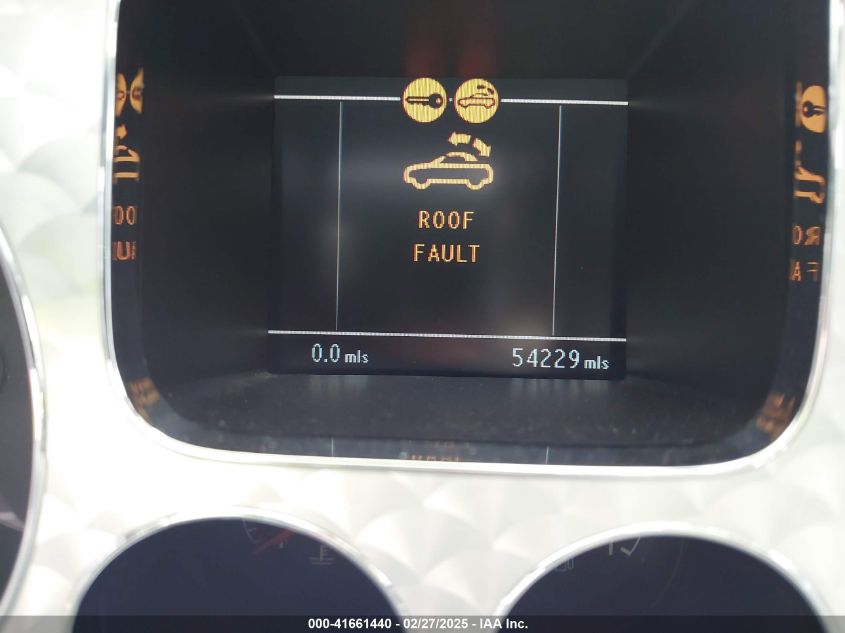 ROOF
FAULT
0.0 mls 54229 mls
000-41661440 - 02/27/2025 - IAA Inc.